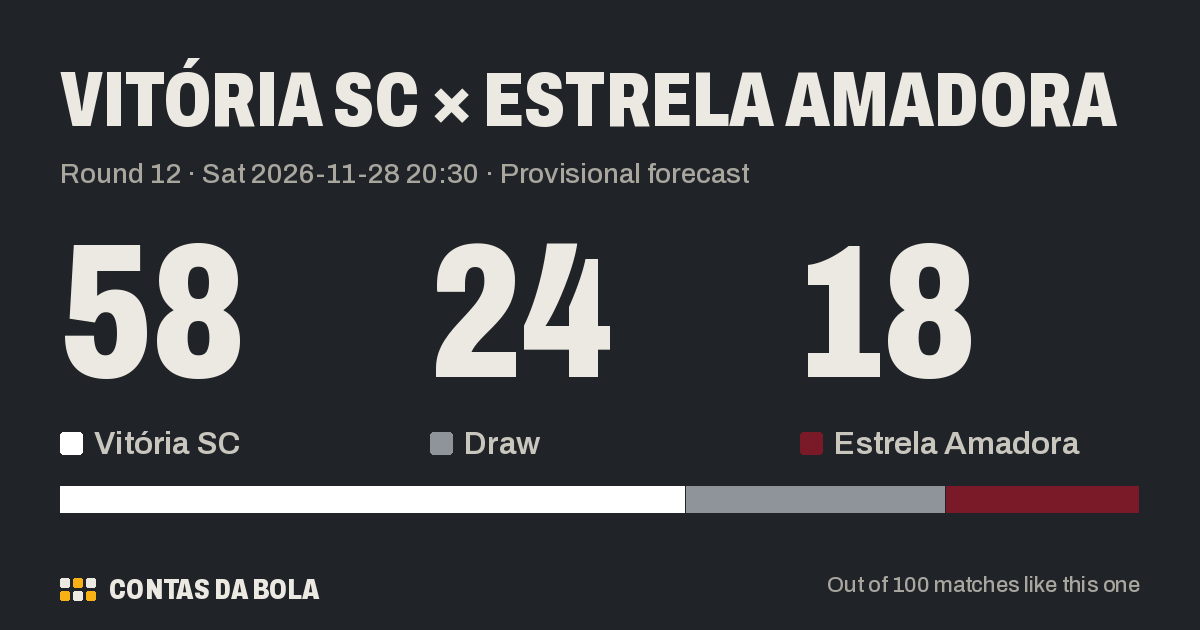 VITÓRIA SC × ESTRELA AMADORA
Round 12 · Sat 2026-11-28 20:30 · Provisional forecast
58 24 18
Vitória SC Draw Estrela Amadora
CONTAS DA BOLA
Out of 100 matches like this one